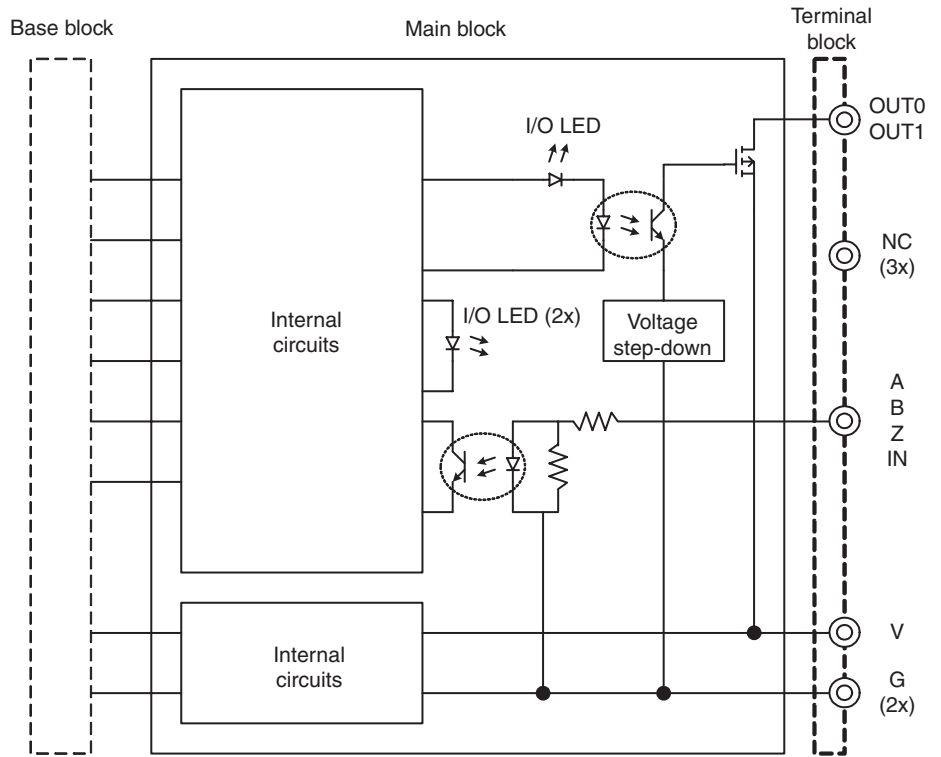 Base block
Main block
Terminal
block
OUT0
OUT1
I/O LED
NC
(3x)
Internal
circuits
I/O LED (2x)
Voltage
step-down
A
B
Z
IN
Internal
circuits
V
G
(2x)